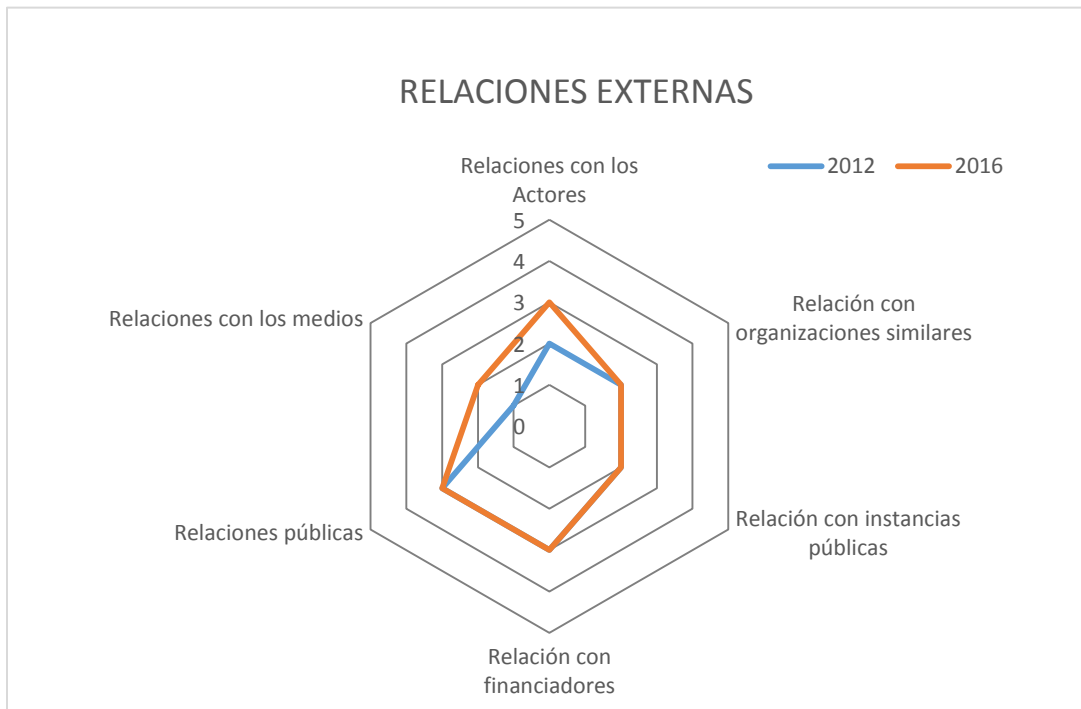 RELACIONES EXTERNAS
2012
2016
Relaciones con los
Actores
5
4
3
2
1
0
Relación con
organizaciones similares
Relación con instancias
públicas
Relación con
financiadores
Relaciones públicas
Relaciones con los medios